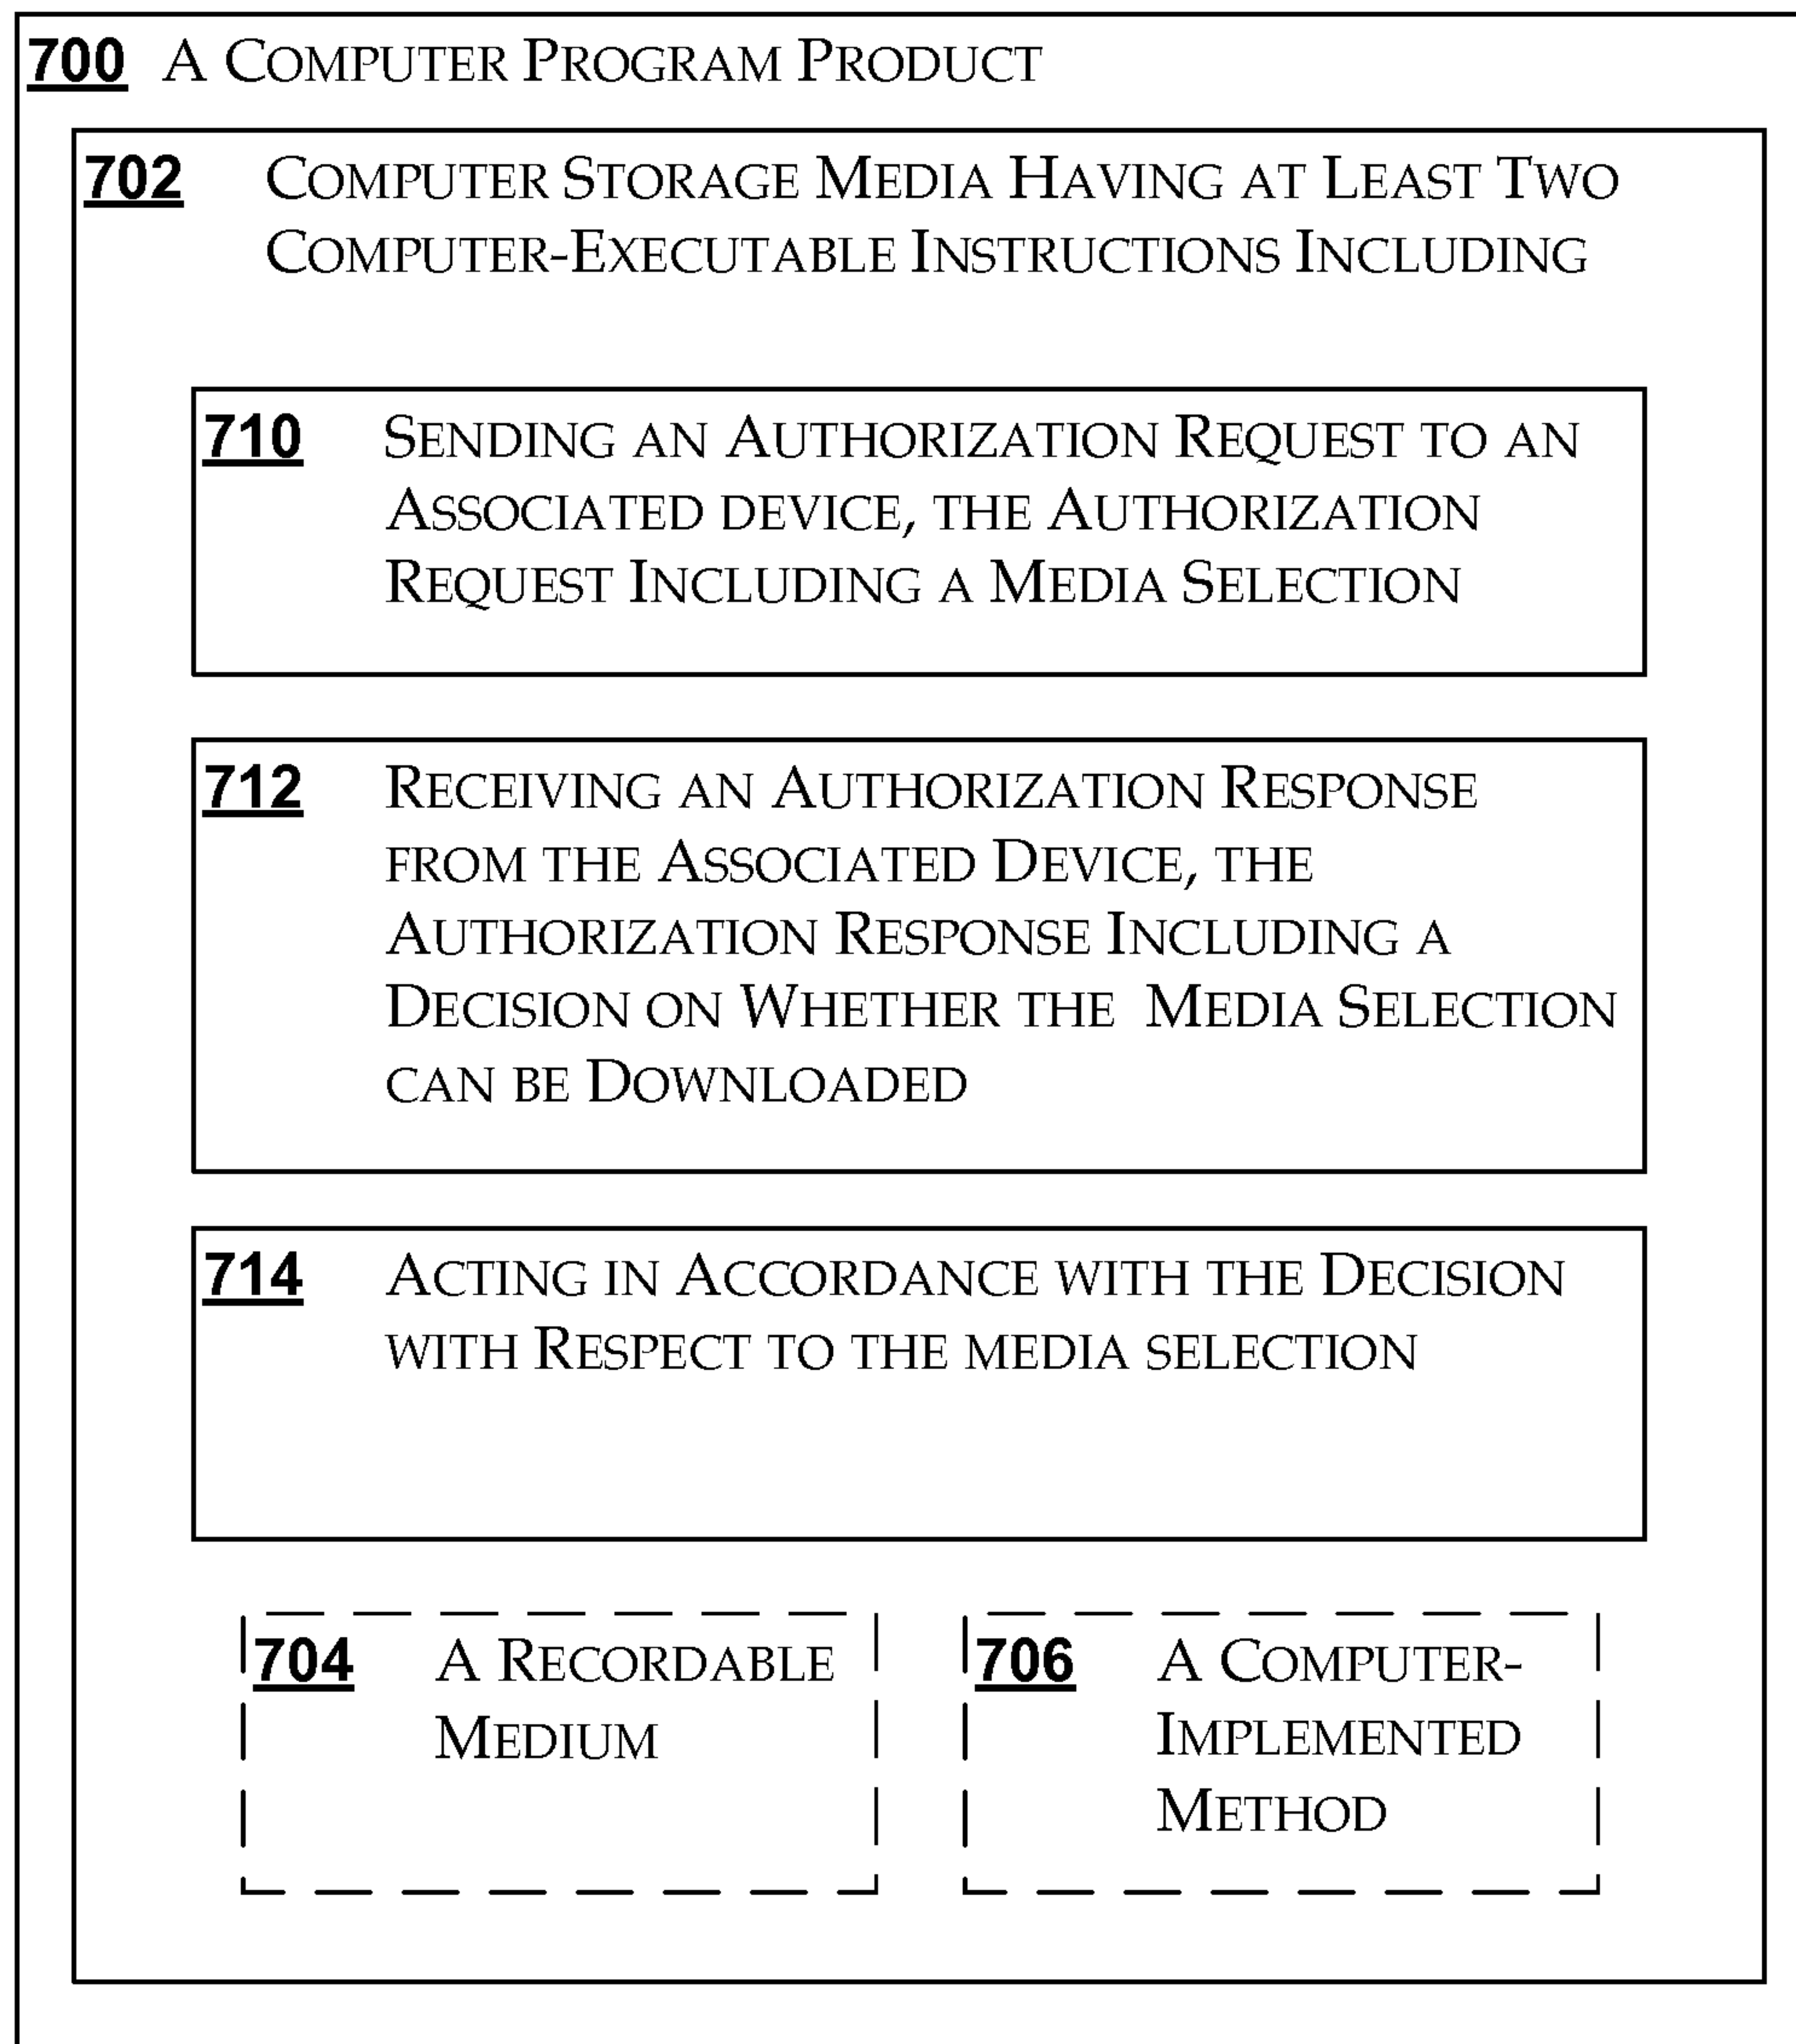 700 A COMPUTER PROGRAM PRODUCT
702 COMPUTER STORAGE MEDIA HAVING AT LEAST TWO
COMPUTER-EXECUTABLE INSTRUCTIONS INCLUDING
710 SENDING AN AUTHORIZATION REQUEST TO AN
ASSOCIATED DEVICE, THE AUTHORIZATION
REQUEST INCLUDING A MEDIA SELECTION
712 RECEIVING AN AUTHORIZATION RESPONSE
FROM THE ASSOCIATED DEVICE, THE
AUTHORIZATION RESPONSE INCLUDING A
DECISION ON WHETHER THE MEDIA SELECTION
CAN BE DOWNLOADED
714 ACTING IN ACCORDANCE WITH THE DECISION
WITH RESPECT TO THE MEDIA SELECTION
704 A RECORDABLE
MEDIUM
706 A COMPUTER-
IMPLEMENTED
METHOD